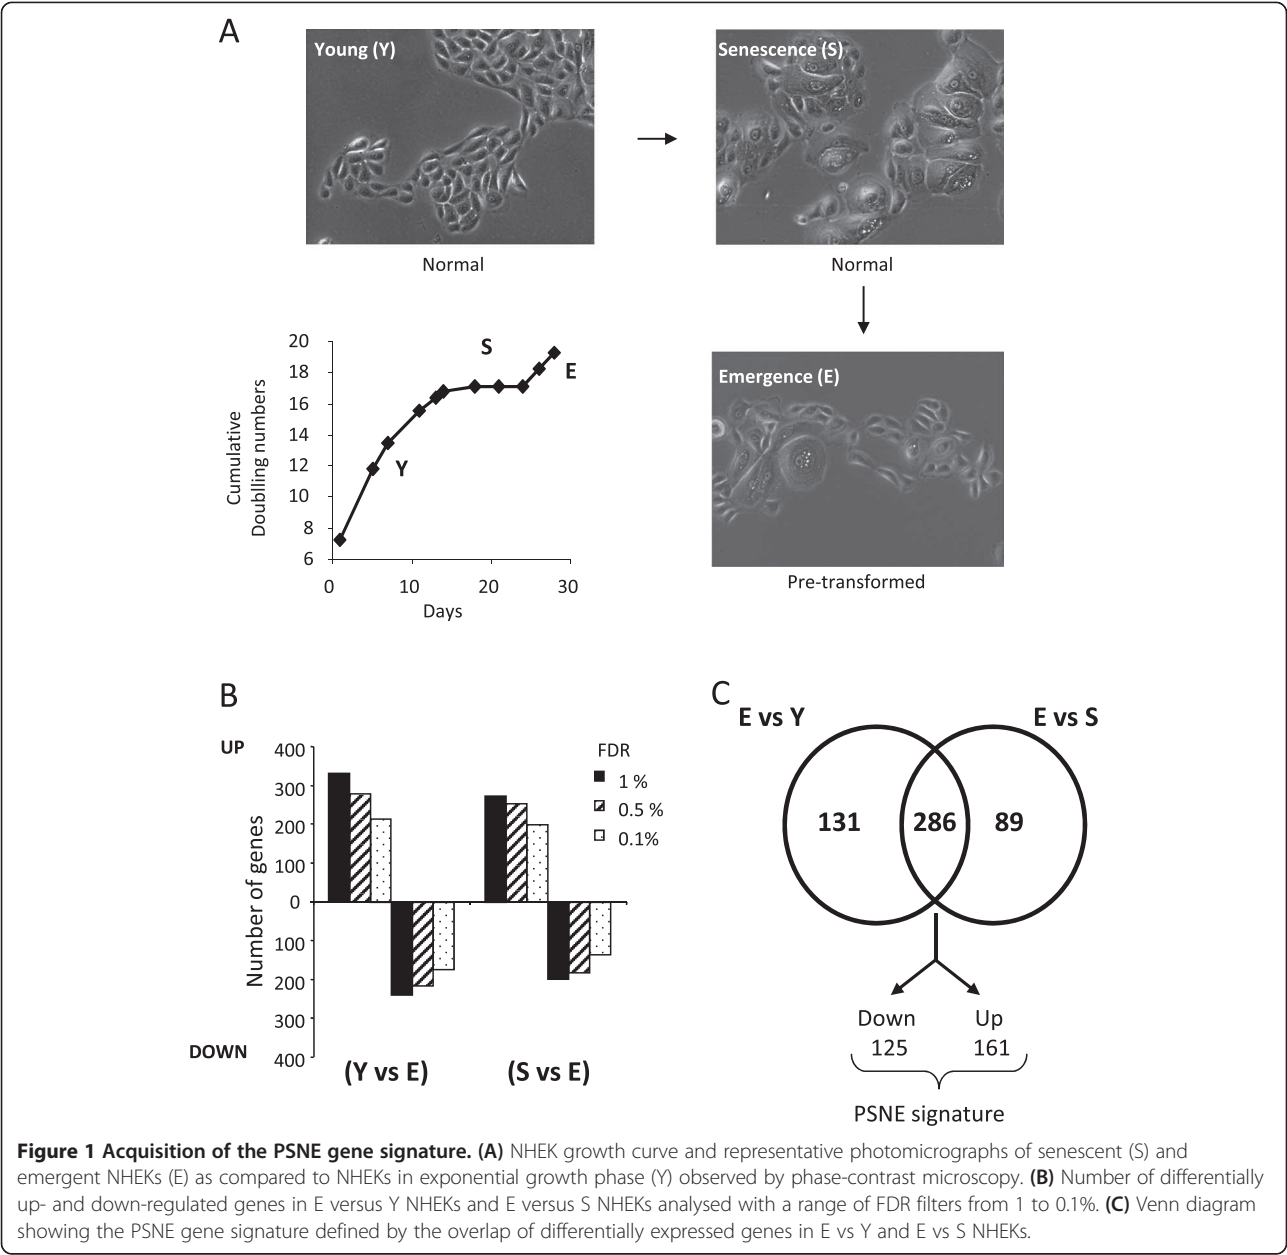 A
Young (Y)
Senescence (S)
Normal
Normal
20
18
16
14
12
10
8
6
Cumulative
Doublling numbers
S
E
Y
0 10 20 30
Days
Emergence (E)
Pre-transformed
B
UP
400
300
200
100
0
100
200
300
400
DOWN
Number of genes
FDR
1 %
0.5 %
0.1%
(Y vs E) (S vs E)
C
E vs Y E vs S
131 286 89
Down Up
125 161
PSNE signature
Figure 1 Acquisition of the PSNE gene signature. (A) NHEK growth curve and representative photomicrographs of senescent (S) and
emergent NHEKs (E) as compared to NHEKs in exponential growth phase (Y) observed by phase-contrast microscopy. (B) Number of differentially
up- and down-regulated genes in E versus Y NHEKs and E versus S NHEKs analysed with a range of FDR filters from 1 to 0.1%. (C) Venn diagram
showing the PSNE gene signature defined by the overlap of differentially expressed genes in E vs Y and E vs S NHEKs.